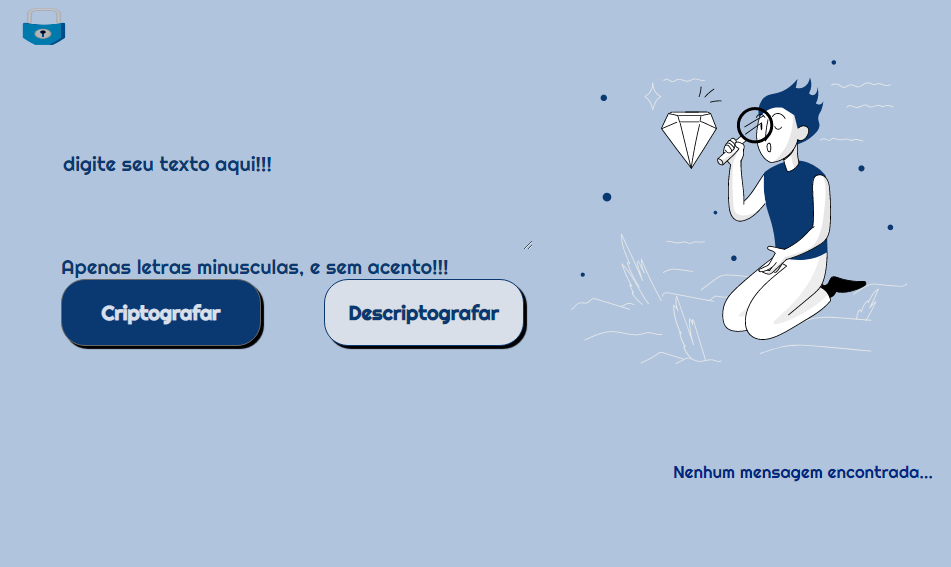 digite seu texto aqui!!!
Apenas letras minusculas, e sem acento!!!
Criptografar
Descriptografar
Nenhum mensagem encontrada...